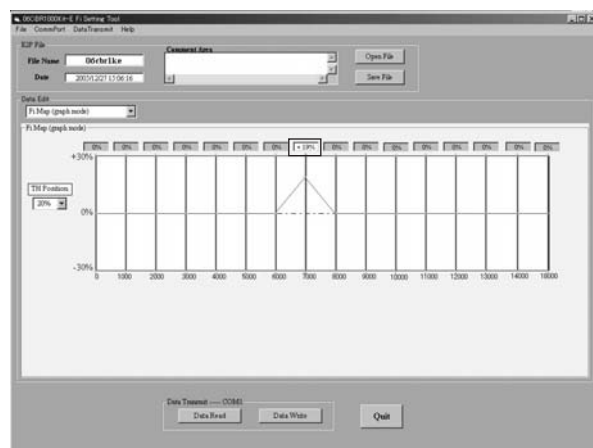 06CBR1000Kit-E Fi Setting Tool
File CommPort DataTransmit Help
K2P File
Comment Area
File Name 06cbr1ke
Open File
Date 2005/12/27 15:06:16
Save File
Data Edit
Fi Map (graph mode)
Fi Map (graph mode)
0% 0% 0% 0% 0% 0% 0% + 19% 0% 0% 0% 0% 0% 0% 0% 0%
+30%
TH Position
20%
0%
-30%
0 1000 2000 3000 4000 5000 6000 7000 8000 9000 10000 11000 12000 13000 14000 18000
Data Transmit ----- COM1
Data Read Data Write Quit